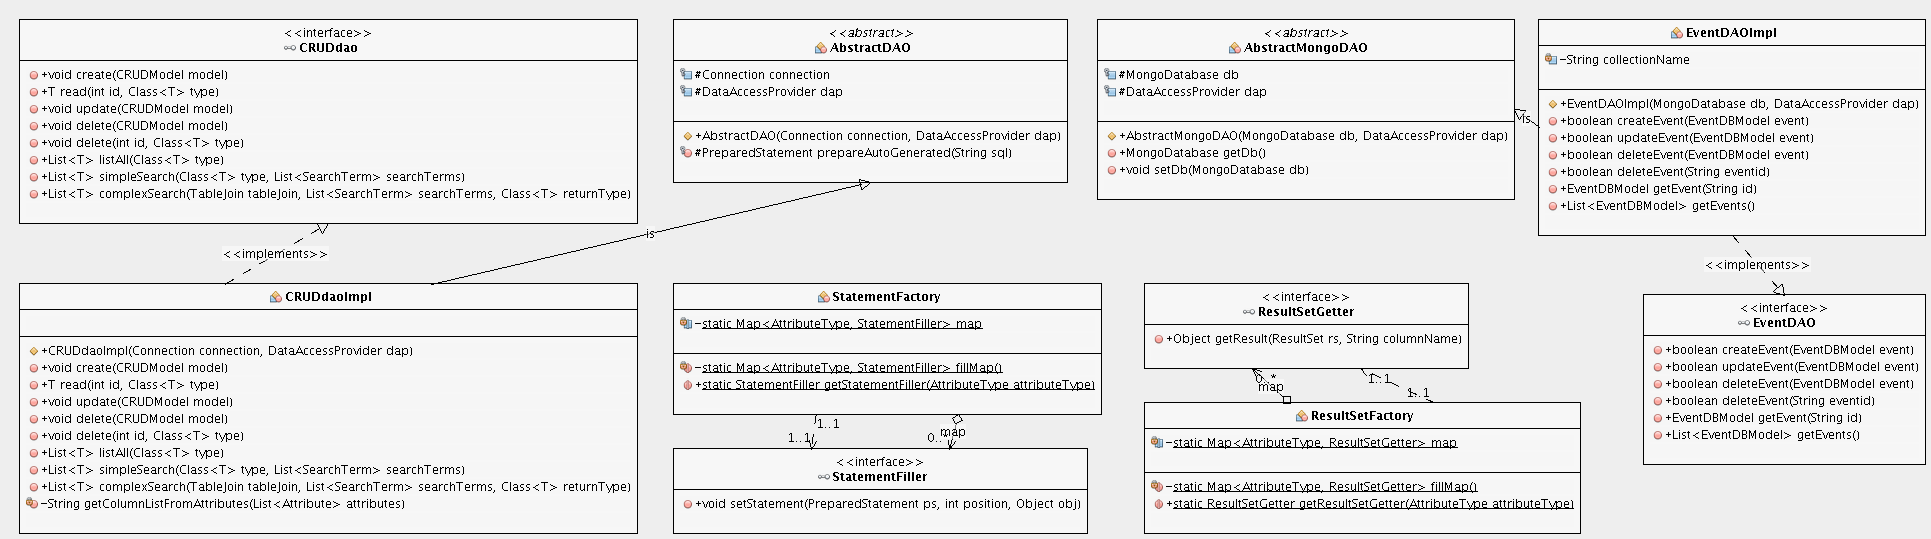 <<interface>>
CRUDdao
+void create(CRUDModel model)
+T read(int id, Class<T> type)
+void update(CRUDModel model)
+void delete(CRUDModel model)
+void delete(int id, Class<T> type)
+List<T> listAll(Class<T> type)
+List<T> simpleSearch(Class<T> type, List<SearchTerm> searchTerms)
+List<T> complexSearch(TableJoin tableJoin, List<SearchTerm> searchTerms, Class<T> returnType)
<<abstract>>
AbstractDAO
#Connection connection
#DataAccessProvider dap
+AbstractDAO(Connection connection, DataAccessProvider dap)
#PreparedStatement prepareAutoGenerated(String sql)
<<abstract>>
AbstractMongoDAO
#MongoDatabase db
#DataAccessProvider dap
+AbstractMongoDAO(MongoDatabase db, DataAccessProvider dap)
+MongoDatabase getDb()
+void setDb(MongoDatabase db)
is
EventDAOImpl
-String collectionName
+EventDAOImpl(MongoDatabase db, DataAccessProvider dap)
+boolean createEvent(EventDBModel event)
+boolean updateEvent(EventDBModel event)
+boolean deleteEvent(EventDBModel event)
+boolean deleteEvent(String eventid)
+EventDBModel getEvent(String id)
+List<EventDBModel> getEvents()
<<implements>>
is
<<implements>>
CRUDdaoImpl
+CRUDdaoImpl(Connection connection, DataAccessProvider dap)
+void create(CRUDModel model)
+T read(int id, Class<T> type)
+void update(CRUDModel model)
+void delete(CRUDModel model)
+void delete(int id, Class<T> type)
+List<T> listAll(Class<T> type)
+List<T> simpleSearch(Class<T> type, List<SearchTerm> searchTerms)
+List<T> complexSearch(TableJoin tableJoin, List<SearchTerm> searchTerms, Class<T> returnType)
-String getColumnListFromAttributes(List<Attribute> attributes)
StatementFactory
-static Map<AttributeType, StatementFiller> map
-static Map<AttributeType, StatementFiller> fillMap()
+static StatementFiller getStatementFiller(AttributeType attributeType)
1..1
1..1
map
<<interface>>
StatementFiller
+void setStatement(PreparedStatement ps, int position, Object obj)
<<interface>>
ResultSetGetter
+Object getResult(ResultSet rs, String columnName)
0..*
map
1..1
1..1
ResultSetFactory
-static Map<AttributeType, ResultSetGetter> map
-static Map<AttributeType, ResultSetGetter> fillMap()
+static ResultSetGetter getResultSetGetter(AttributeType attributeType)
<<interface>>
EventDAO
+boolean createEvent(EventDBModel event)
+boolean updateEvent(EventDBModel event)
+boolean deleteEvent(EventDBModel event)
+boolean deleteEvent(String eventid)
+EventDBModel getEvent(String id)
+List<EventDBModel> getEvents()